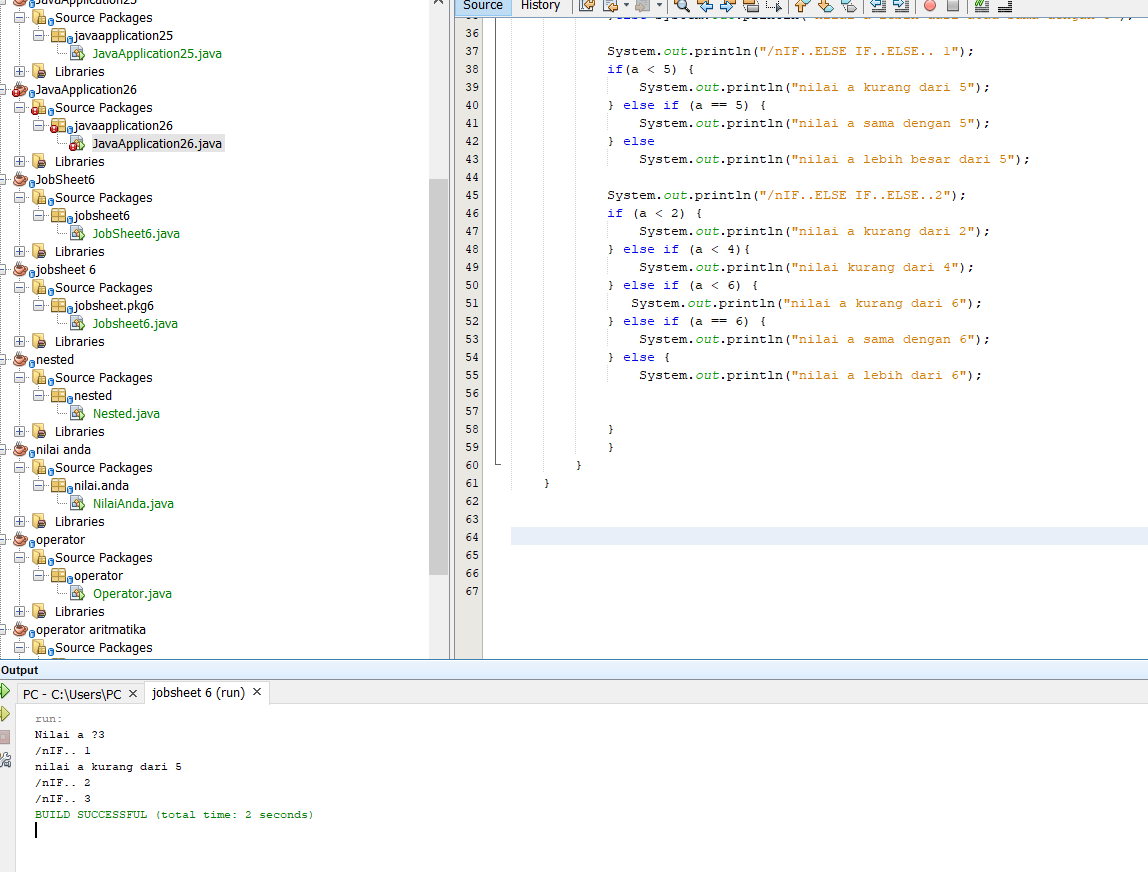 JavaApplication25
Source Packages
javaapplication25
JavaApplication25.java
Libraries
JavaApplication26
Source Packages
javaapplication26
JavaApplication26.java
Libraries
JobSheet6
Source Packages
jobsheet6
JobSheet6.java
Libraries
jobsheet 6
Source Packages
jobsheet.pkg6
Jobsheet6.java
Libraries
nested
Source Packages
nested
Nested.java
Libraries
nilai anda
Source Packages
nilai.anda
NilaiAnda.java
Libraries
operator
Source Packages
operator
Operator.java
Libraries
operator aritmatika
Source Packages
Source History
36
37 System.out.println("/nIF..ELSE IF..ELSE.. 1");
38 if(a < 5) {
39 System.out.println("nilai a kurang dari 5");
40 } else if (a == 5) {
41 System.out.println("nilai a sama dengan 5");
42 } else
43 System.out.println("nilai a lebih besar dari 5");
44
45 System.out.println("/nIF..ELSE IF..ELSE..2");
46 if (a < 2) {
47 System.out.println("nilai a kurang dari 2");
48 } else if (a < 4){
49 System.out.println("nilai kurang dari 4");
50 } else if (a < 6) {
51 System.out.println("nilai a kurang dari 6");
52 } else if (a == 6) {
53 System.out.println("nilai a sama dengan 6");
54 } else {
55 System.out.println("nilai a lebih dari 6");
56
57
58 }
59 }
60 }
61 }
62
63
64
65
66
67
Output
PC - C:\Users\PC × jobsheet 6 (run) ×
run:
Nilai a ?3
/nIF.. 1
nilai a kurang dari 5
/nIF.. 2
/nIF.. 3
BUILD SUCCESSFUL (total time: 2 seconds)